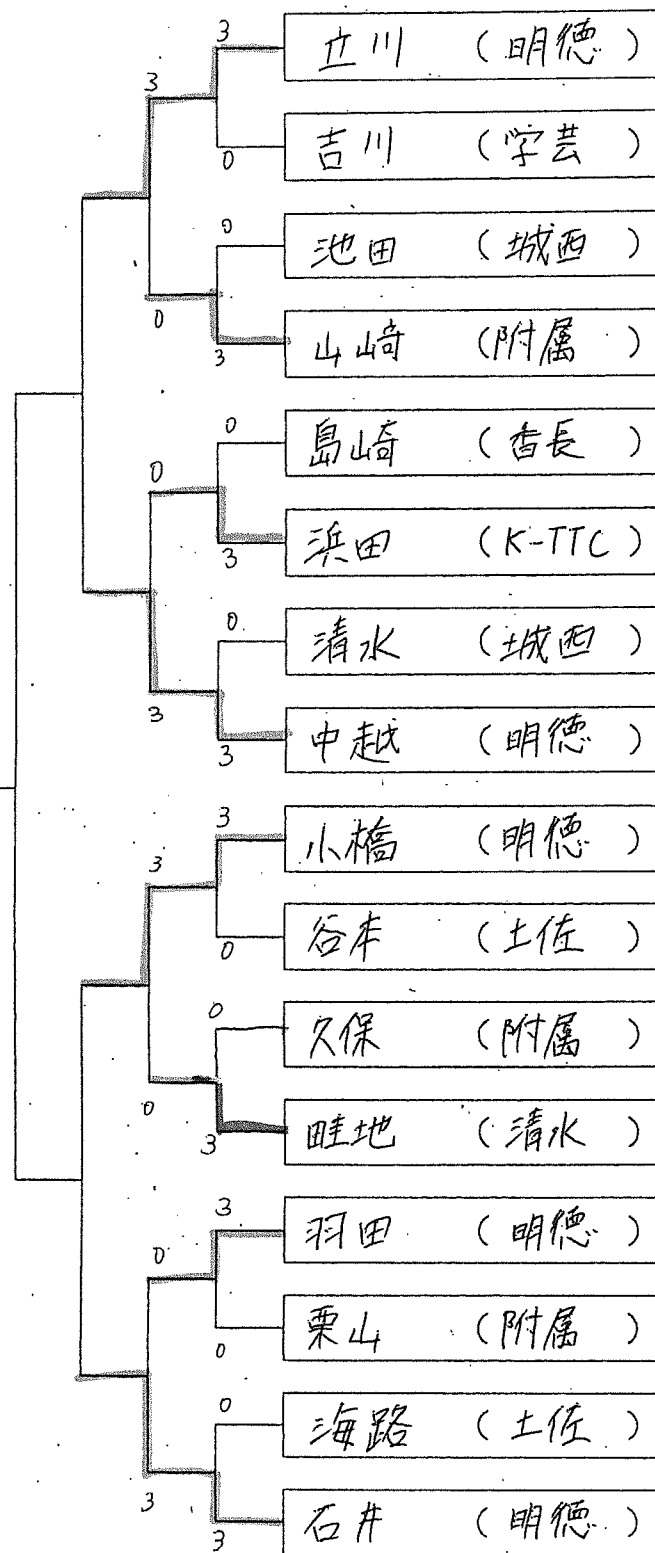 3
立川 (明徳)
3
吉川 (学芸)
0
0
池田 (城西)
0
山崎 (附属)
3
0
島崎 (香長)
0
浜田 (K-TTC)
3
0
清水 (城西)
3
中越 (明徳)
3
3
小橋 (明徳)
3
谷本 (土佐)
0
0
久保 (附属)
0
畦地 (清水)
3
3
羽田 (明徳)
0
栗山 (附属)
0
0
海路 (土佐)
3
石井 (明徳)
3